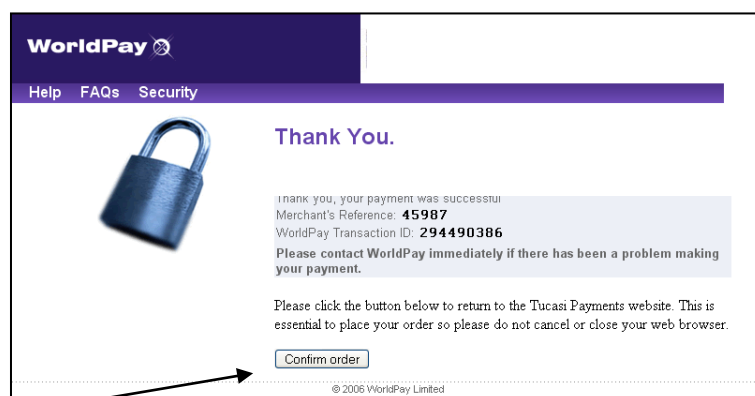 WorldPay
Help FAQs Security
Thank You.
Thank you, your payment was successful
Merchant's Reference: 45987
WorldPay Transaction ID: 294490386
Please contact WorldPay immediately if there has been a problem making
your payment.
Please click the button below to return to the Tucasi Payments website. This is
essential to place your order so please do not cancel or close your web browser.
Confirm order
© 2006 WorldPay Limited